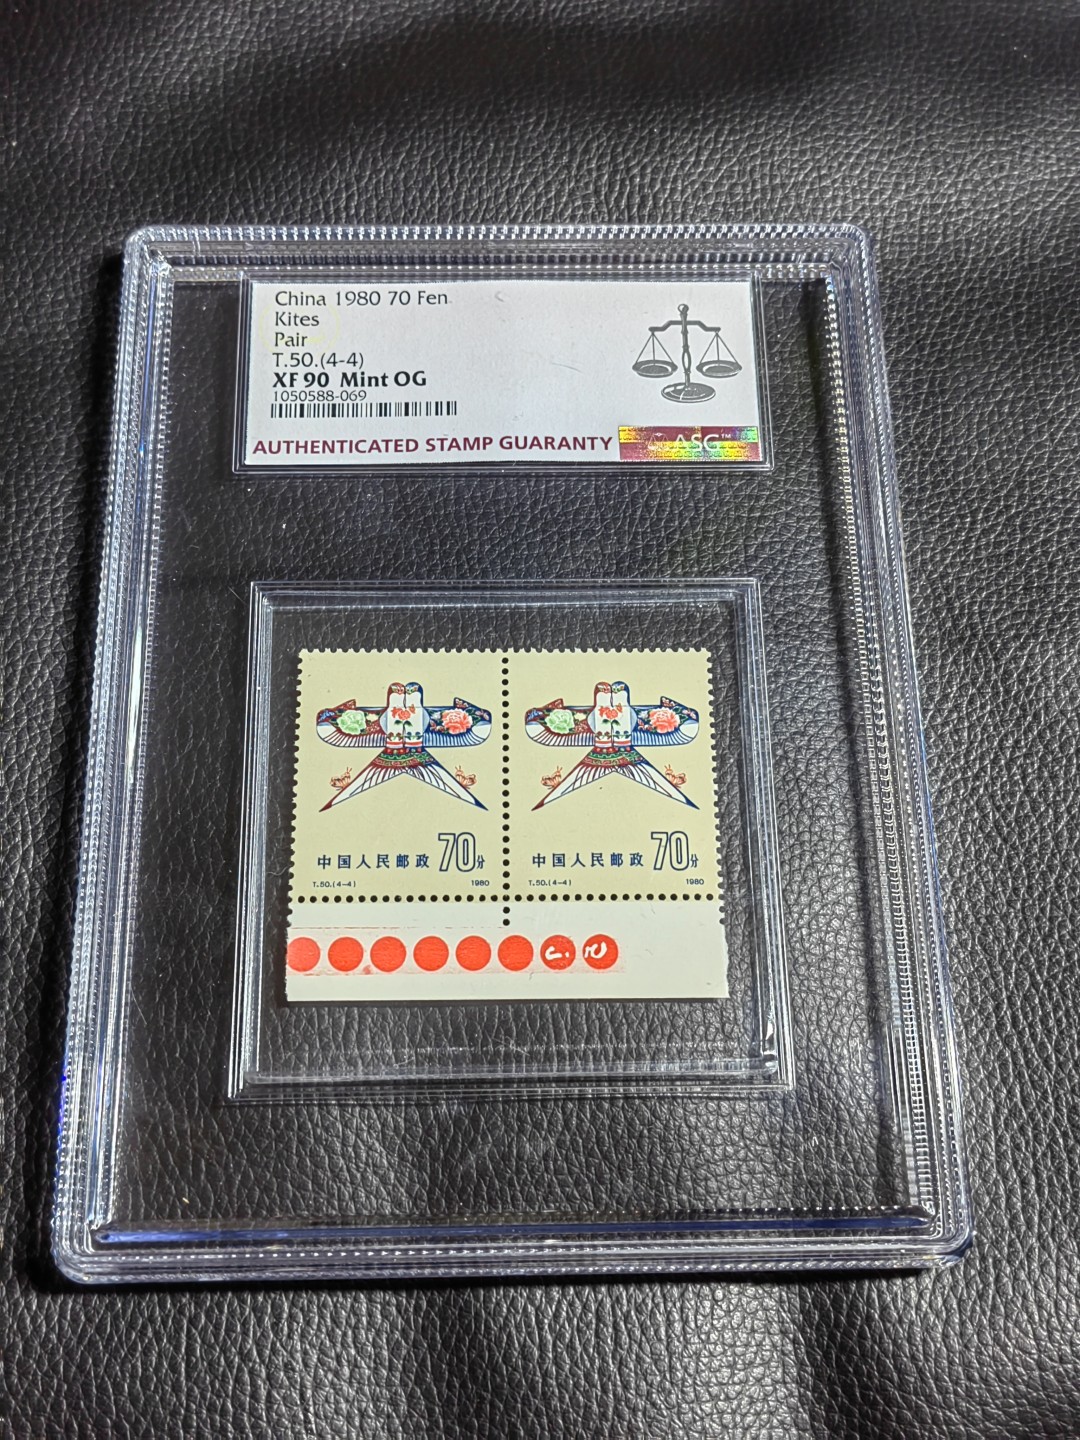 China 1980 70 Fen
Kites
Pair
T.50.(4-4)
XF 90 Mint OG
1050588-069
AUTHENTICATED STAMP GUARANTY
ASG™
中国人民邮政 70分
T.50.(4-4) 1980
中国人民邮政 70分
T.50.(4-4) 1980